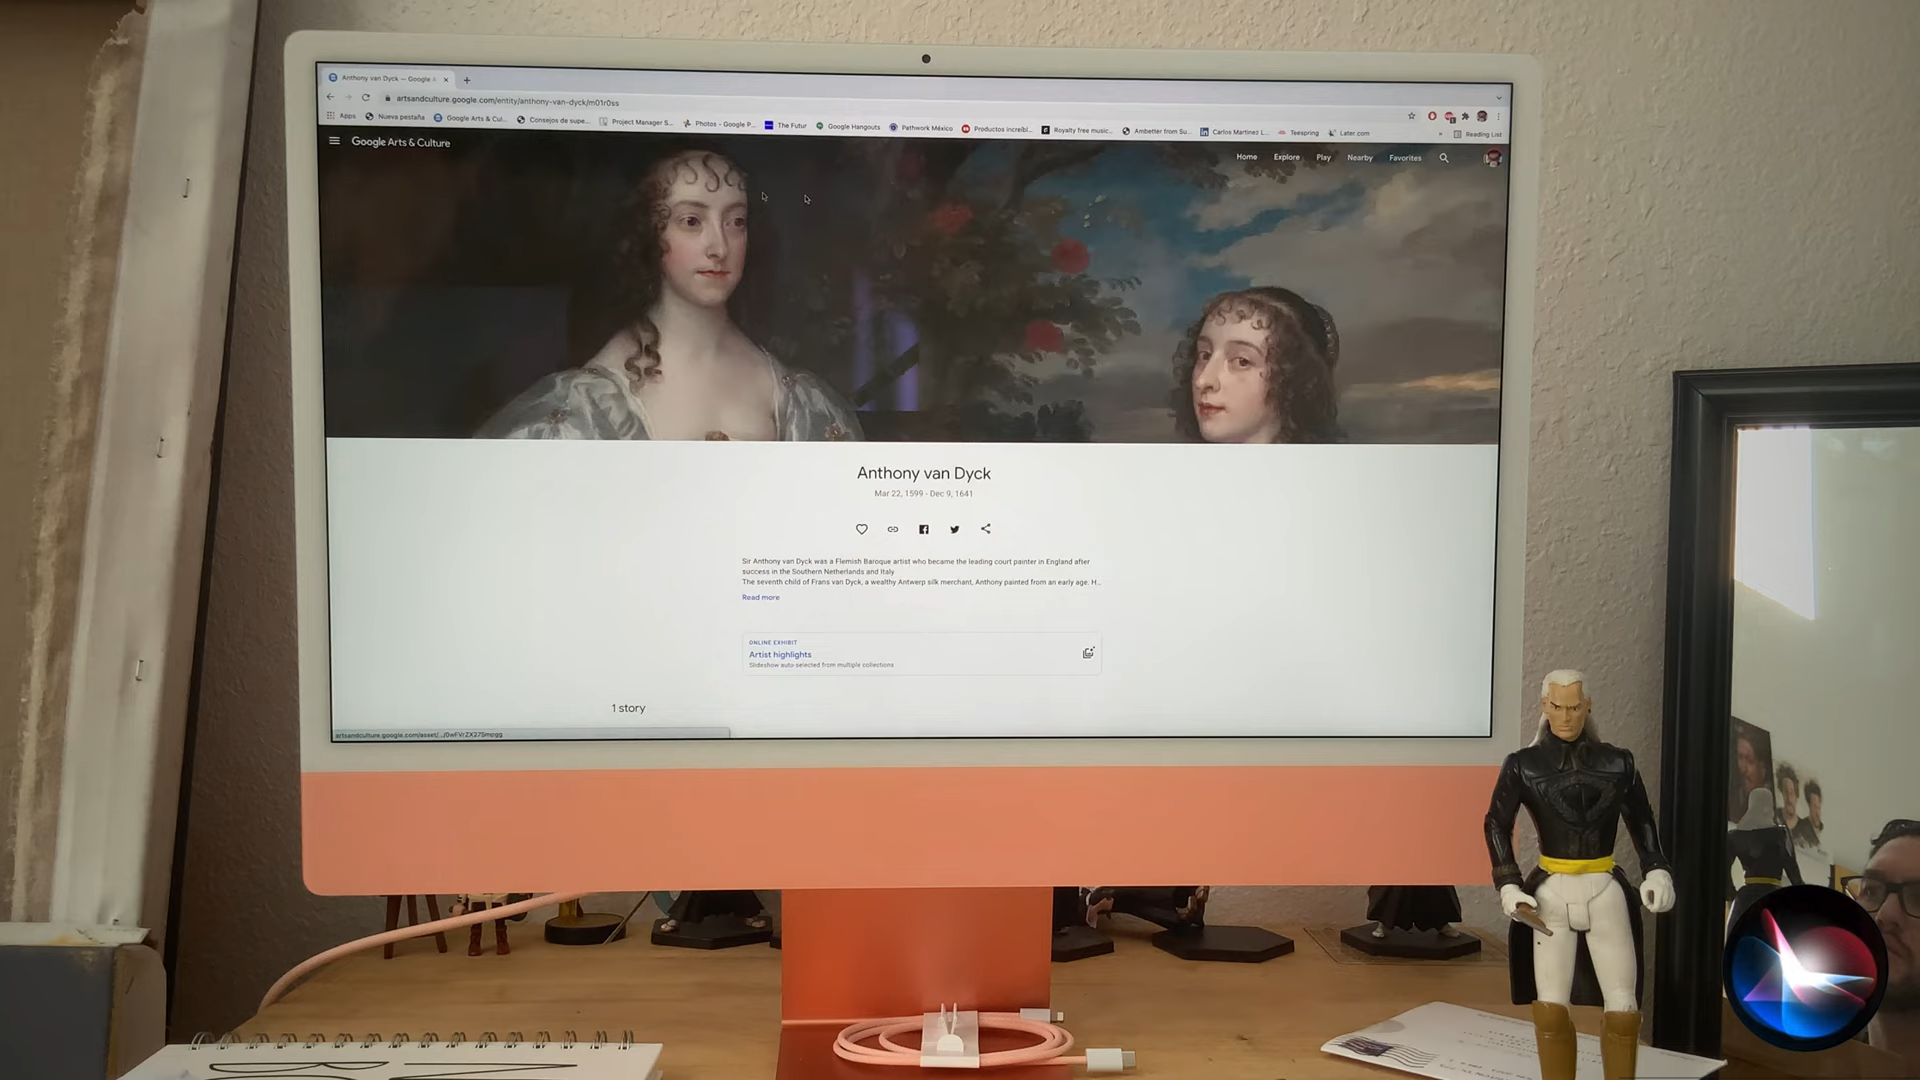 Anthony van Dyck — Google A
artsandculture.google.com/entity/anthony-van-dyck/m01r0ss
Apps Nueva pestaña Google Arts & Cul... Consejos de supe... Project Manager S... Photos - Google P... The Futur Google Hangouts Pathwork México Productos increíbl... Royalty free music... Ambetter from Su... Carlos Martinez L... Teespring Later.com » Reading List
Google Arts & Culture
Home Explore Play Nearby Favorites
Anthony van Dyck
Mar 22, 1599 - Dec 9, 1641
Sir Anthony van Dyck was a Flemish Baroque artist who became the leading court painter in England after
success in the Southern Netherlands and Italy
The seventh child of Frans van Dyck, a wealthy Antwerp silk merchant, Anthony painted from an early age. H...
Read more
ONLINE EXHIBIT
Artist highlights
Slideshow auto-selected from multiple collections
1 story